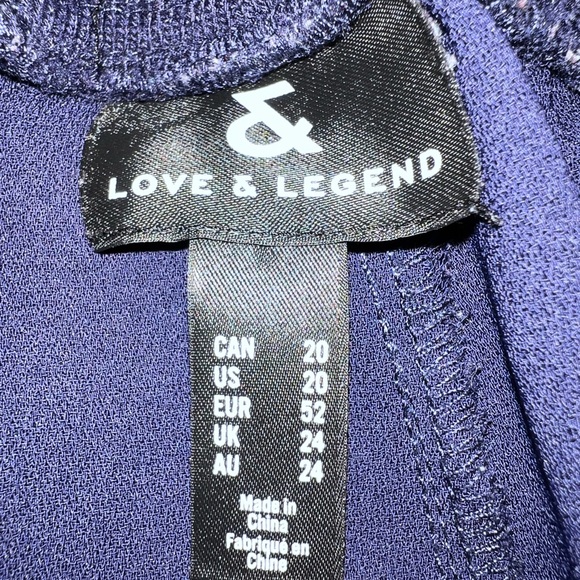 &
LOVE & LEGEND
CAN 20
US 20
EUR 52
UK 24
AU 24
Made in
China
Fabriqué en
Chine